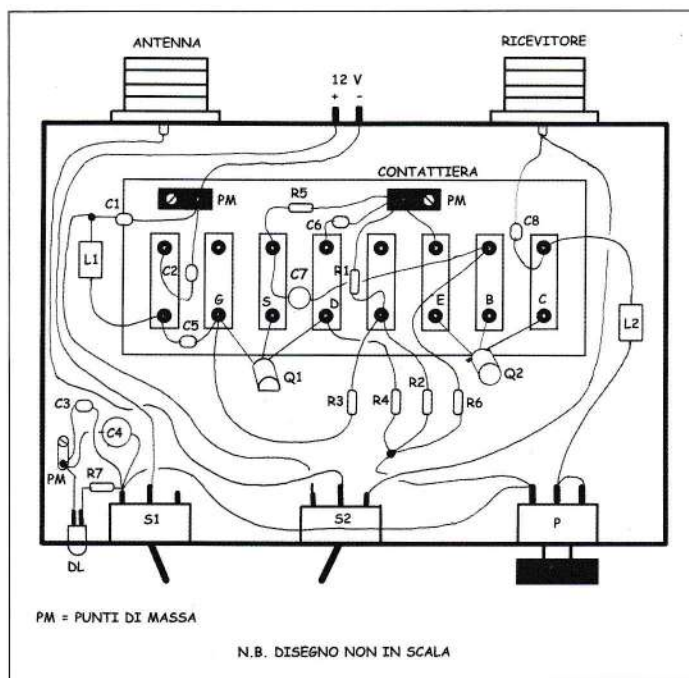 ANTENNA
RICEVITORE
12 V
+ -
CONTATTIERA
C1
PM
R5
PM
C6
C8
L1
C2
C7
R1
L2
G
S
D
E
B
C
C5
Q1
Q2
C3
C4
R3
R4
R2
R6
PM
R7
S1
S2
P
DL
PM = PUNTI DI MASSA
N.B. DISEGNO NON IN SCALA